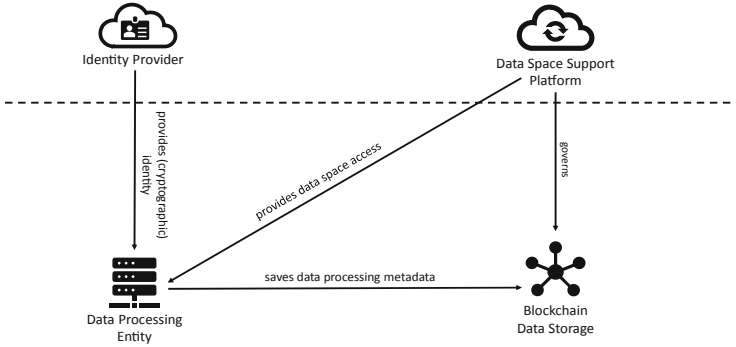 Identity Provider
Data Space Support
Platform
provides (cryptographic)
identity
provides data space access
governs
saves data processing metadata
Data Processing
Entity
Blockchain
Data Storage